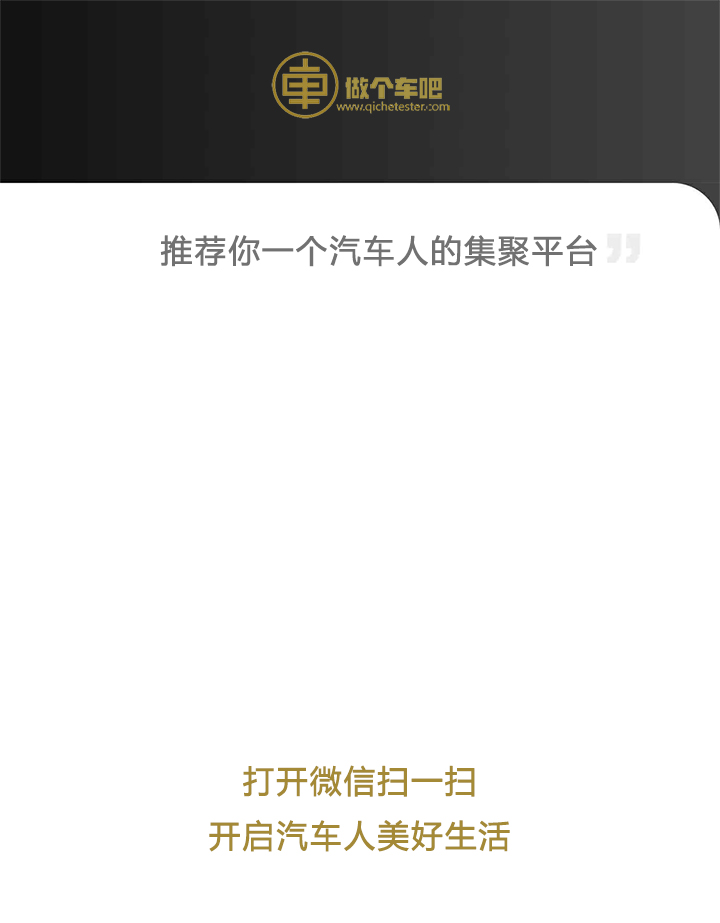 車
做个车吧
www.qichetester.com
推荐你一个汽车人的集聚平台”
打开微信扫一扫
开启汽车人美好生活